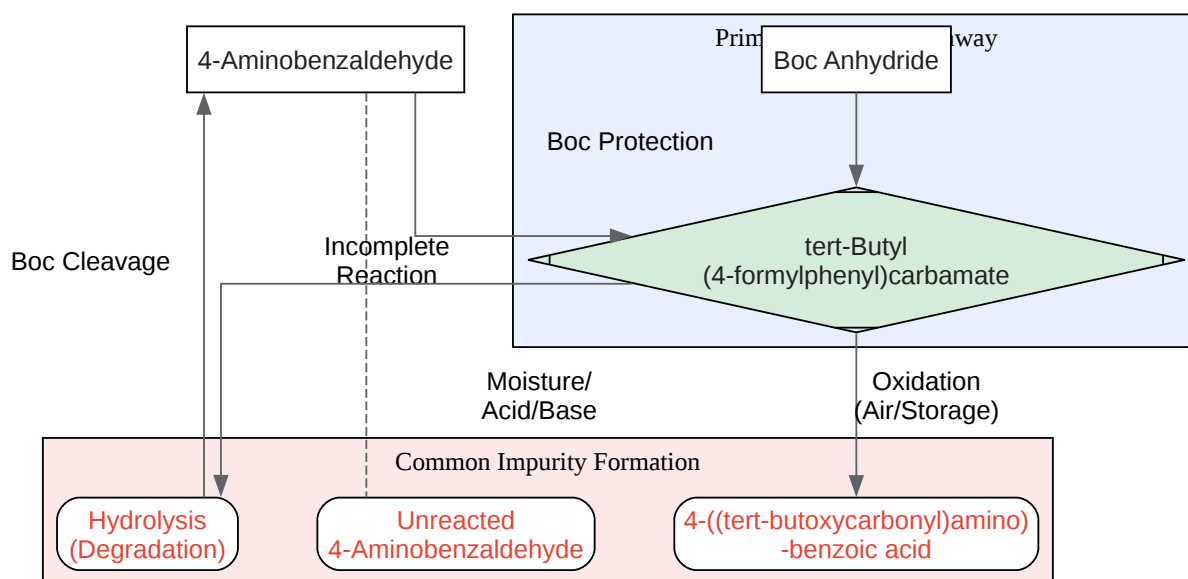 4-Aminobenzaldehyde
Boc Anhydride
Boc Protection
tert-Butyl
(4-formylphenyl)carbamate
Boc Cleavage
Incomplete
Reaction
Moisture/
Acid/Base
Oxidation
(Air/Storage)
Common Impurity Formation
Hydrolysis
(Degradation)
Unreacted
4-Aminobenzaldehyde
4-((tert-butoxycarbonyl)amino)
-benzoic acid